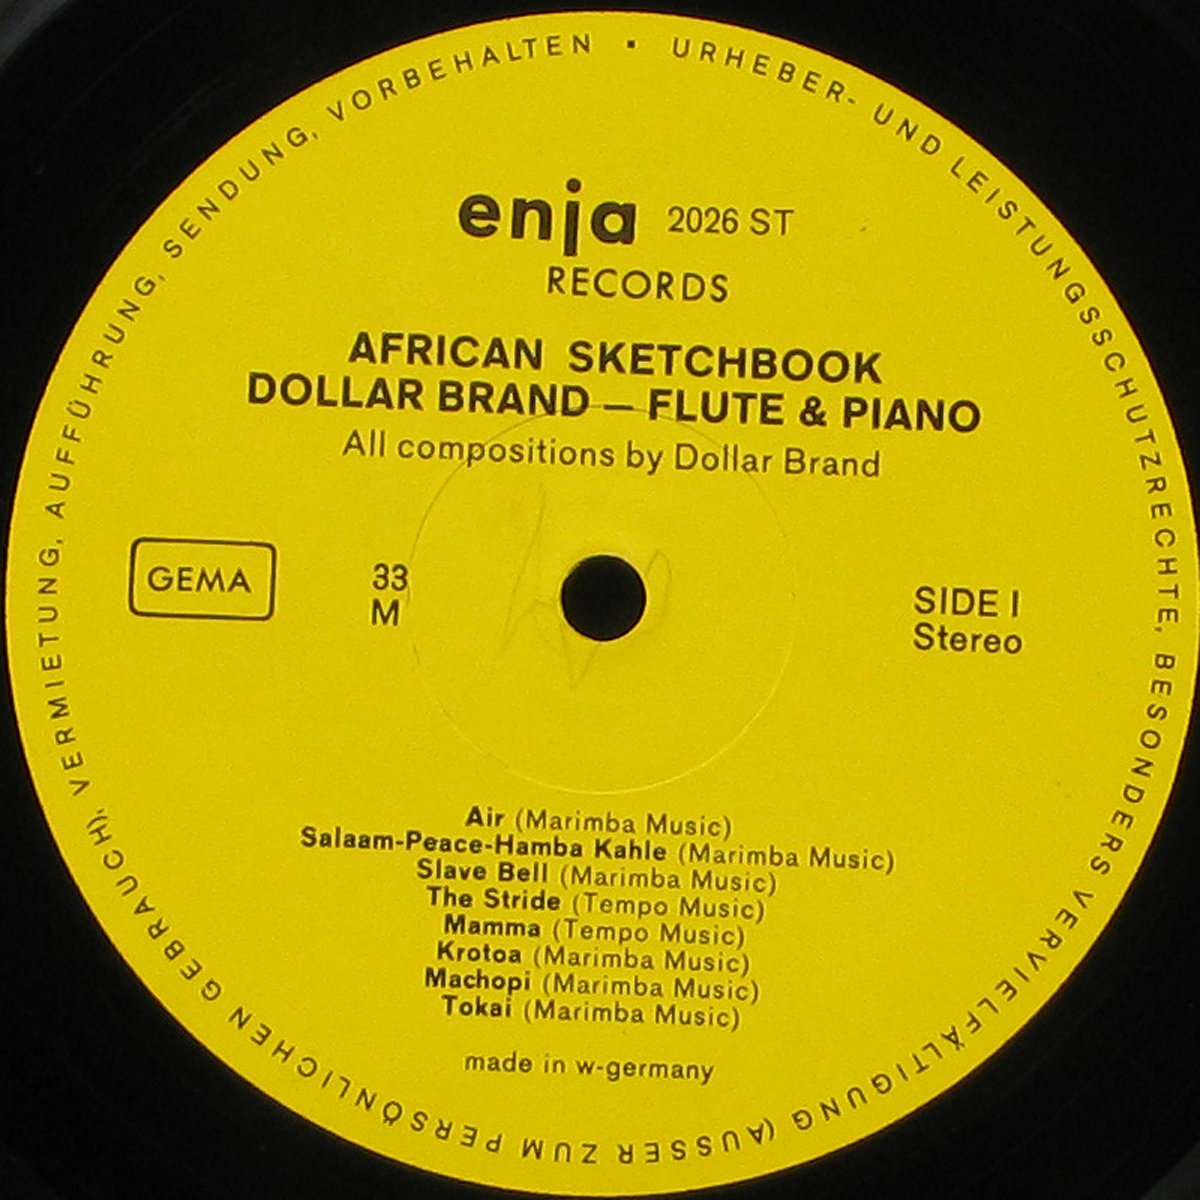 enja 2026 ST
RECORDS
AFRICAN SKETCHBOOK
DOLLAR BRAND — FLUTE & PIANO
All compositions by Dollar Brand
GEMA
33
M
SIDE I
Stereo
Air (Marimba Music)
Salaam-Peace-Hamba Kahle (Marimba Music)
Slave Bell (Marimba Music)
The Stride (Tempo Music)
Mamma (Tempo Music)
Krotoa (Marimba Music)
Machopi (Marimba Music)
Tokai (Marimba Music)
made in w-germany
URHEBER- UND LEISTUNGSSCHUTZRECHTE, BESONDERS VERVIELFÄLTIGUNG (AUSSER ZUM PERSÖNLICHEN GEBRAUCH), VERMIETUNG, AUFFÜHRUNG, SENDUNG, VORBEHALTEN ·